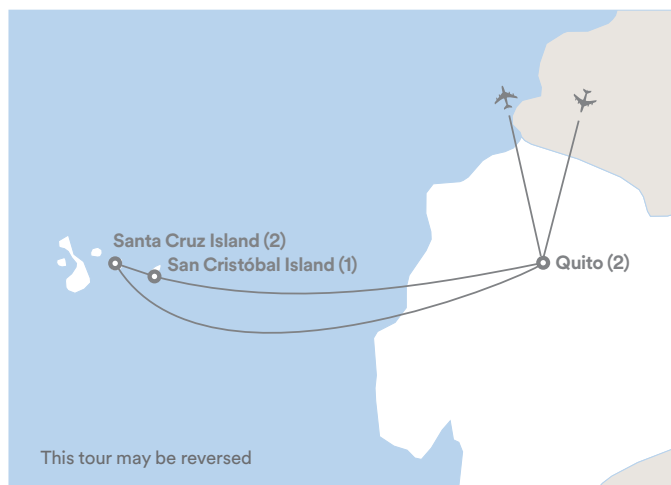 Santa Cruz Island (2)
San Cristóbal Island (1)
Quito (2)
This tour may be reversed